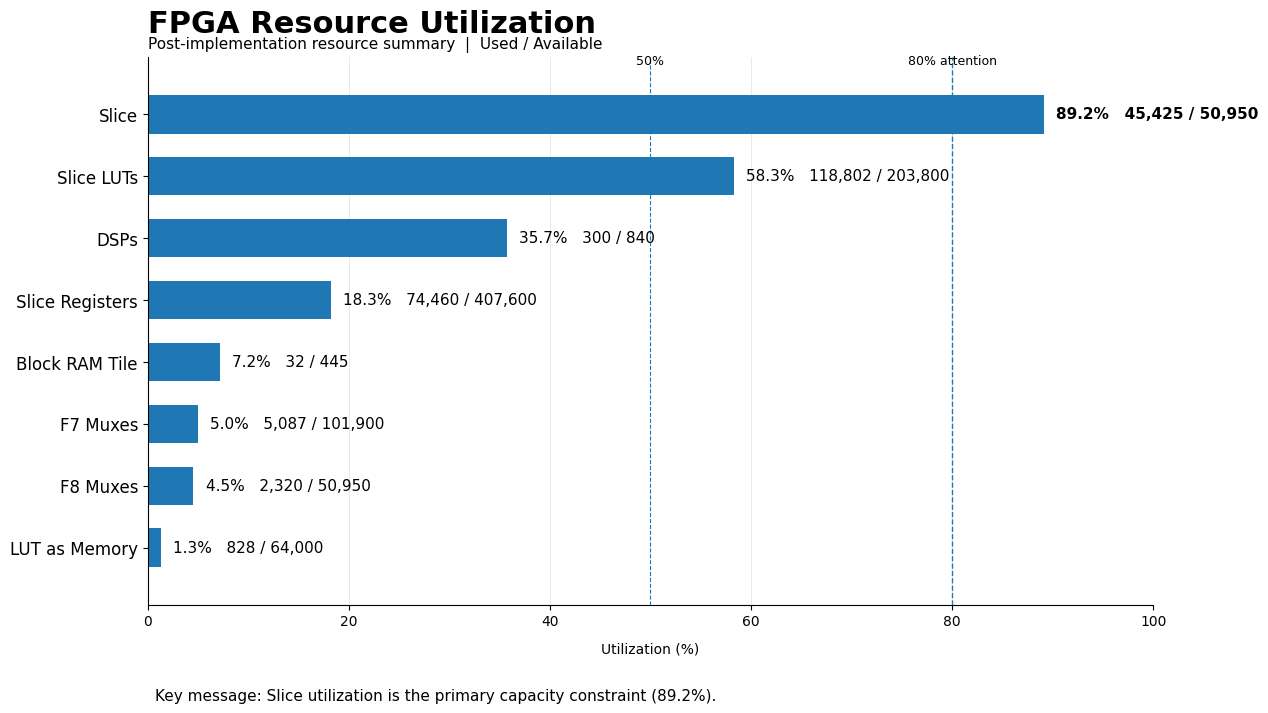 FPGA Resource Utilization
Post-implementation resource summary | Used / Available
50% 80% attention
Slice 89.2% 45,425 / 50,950
Slice LUTs 58.3% 118,802 / 203,800
DSPs 35.7% 300 / 840
Slice Registers 18.3% 74,460 / 407,600
Block RAM Tile 7.2% 32 / 445
F7 Muxes 5.0% 5,087 / 101,900
F8 Muxes 4.5% 2,320 / 50,950
LUT as Memory 1.3% 828 / 64,000
0 20 40 60 80 100
Utilization (%)
Key message: Slice utilization is the primary capacity constraint (89.2%).